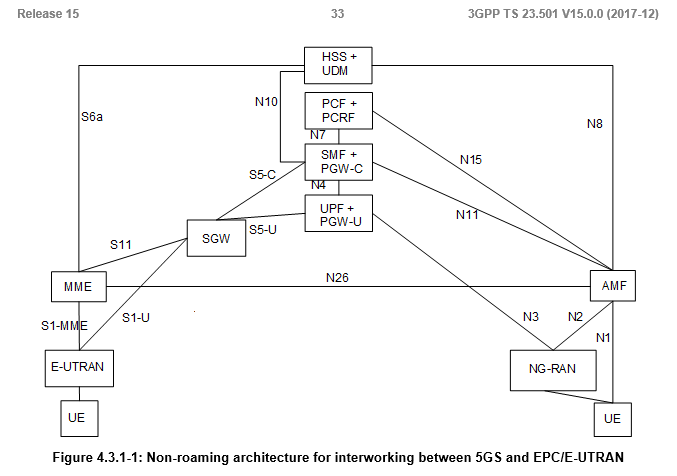 Release 15 33 3GPP TS 23.501 V15.0.0 (2017-12)
HSS +
UDM
N10
PCF +
PCRF
S6a
N8
N7
SMF +
PGW-C
N15
S5-C
N4
UPF +
PGW-U
N11
S5-U
SGW
S11
N26
MME
AMF
S1-U
N3
N2
S1-MME
N1
E-UTRAN
NG-RAN
UE
UE
Figure 4.3.1-1: Non-roaming architecture for interworking between 5GS and EPC/E-UTRAN